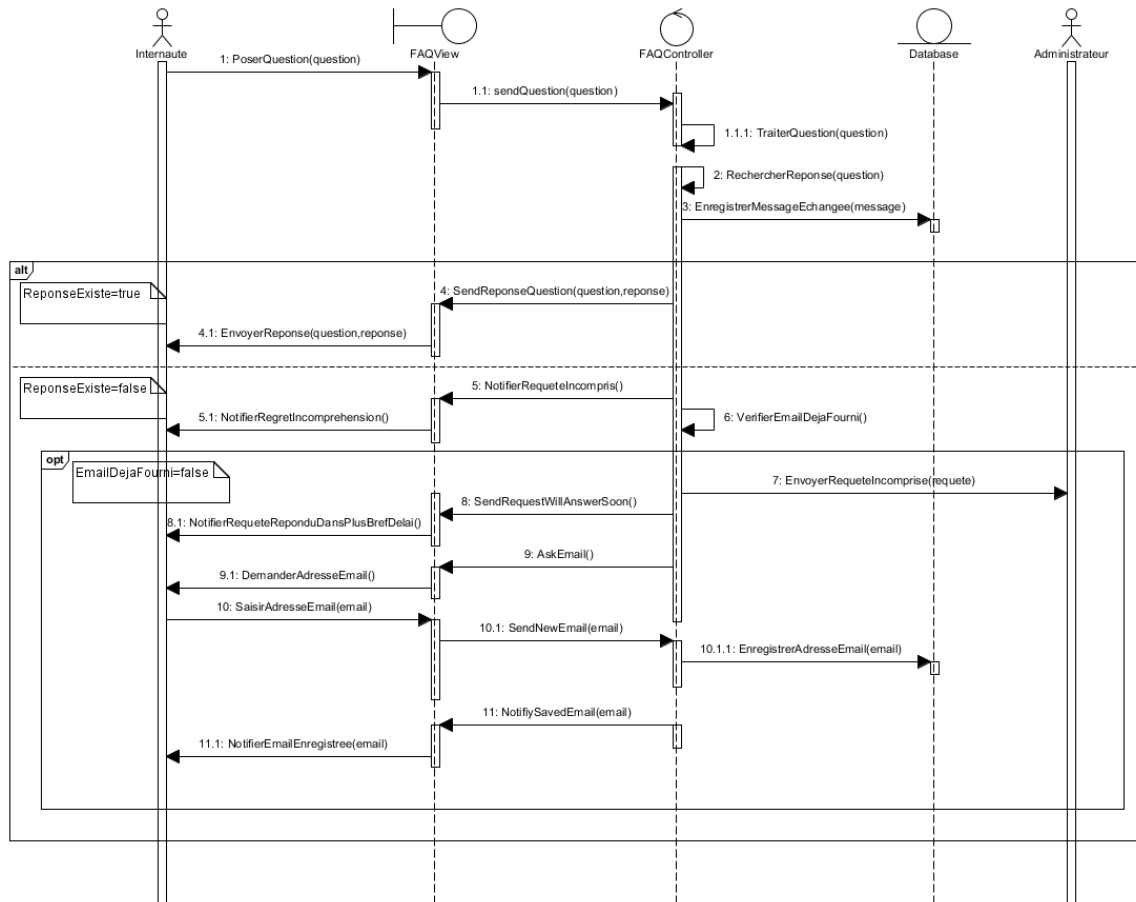 Internaute
FAQView
FAQController
Database
Administrateur
1: PoserQuestion(question)
1.1: sendQuestion(question)
1.1.1: TraiterQuestion(question)
2: RechercherReponse(question)
3: EnregistrerMessageEchangee(message)
alt
ReponseExiste=true
4: SendReponseQuestion(question,reponse)
4.1: EnvoyerReponse(question,reponse)
ReponseExiste=false
5: NotifierRequeteIncompris()
5.1: NotifierRegretIncomprehension()
6: VerifierEmailDejaFourni()
opt
EmailDejaFourni=false
7: EnvoyerRequeteIncomprise(requete)
8: SendRequestWillAnswerSoon()
8.1: NotifierRequeteReponduDansPlusBrefDelai()
9: AskEmail()
9.1: DemanderAdresseEmail()
10: SaisirAdresseEmail(email)
10.1: SendNewEmail(email)
10.1.1: EnregistrerAdresseEmail(email)
11: NotifiySavedEmail(email)
11.1: NotifierEmailEnregistree(email)